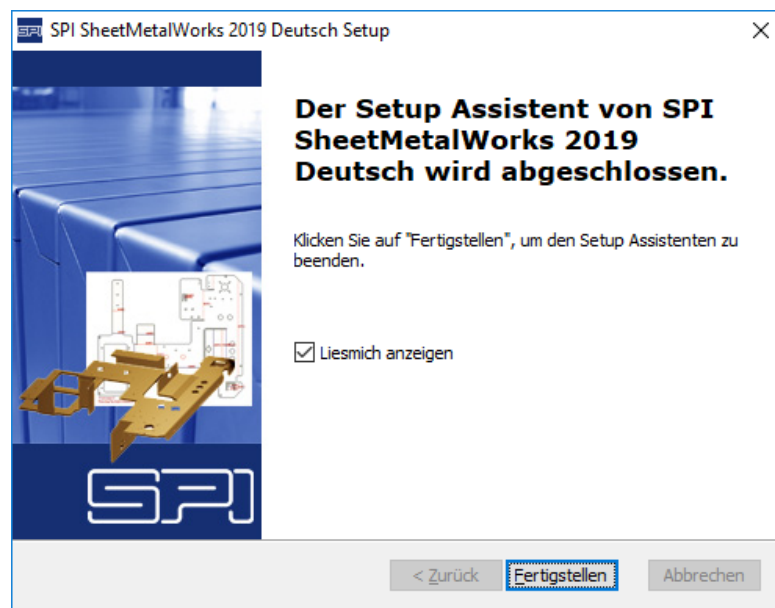 SPI SheetMetalWorks 2019 Deutsch Setup
Der Setup Assistent von SPI
SheetMetalWorks 2019
Deutsch wird abgeschlossen.
Klicken Sie auf "Fertigstellen", um den Setup Assistenten zu
beenden.
Liesmich anzeigen
SPI
< Zurück Fertigstellen Abbrechen